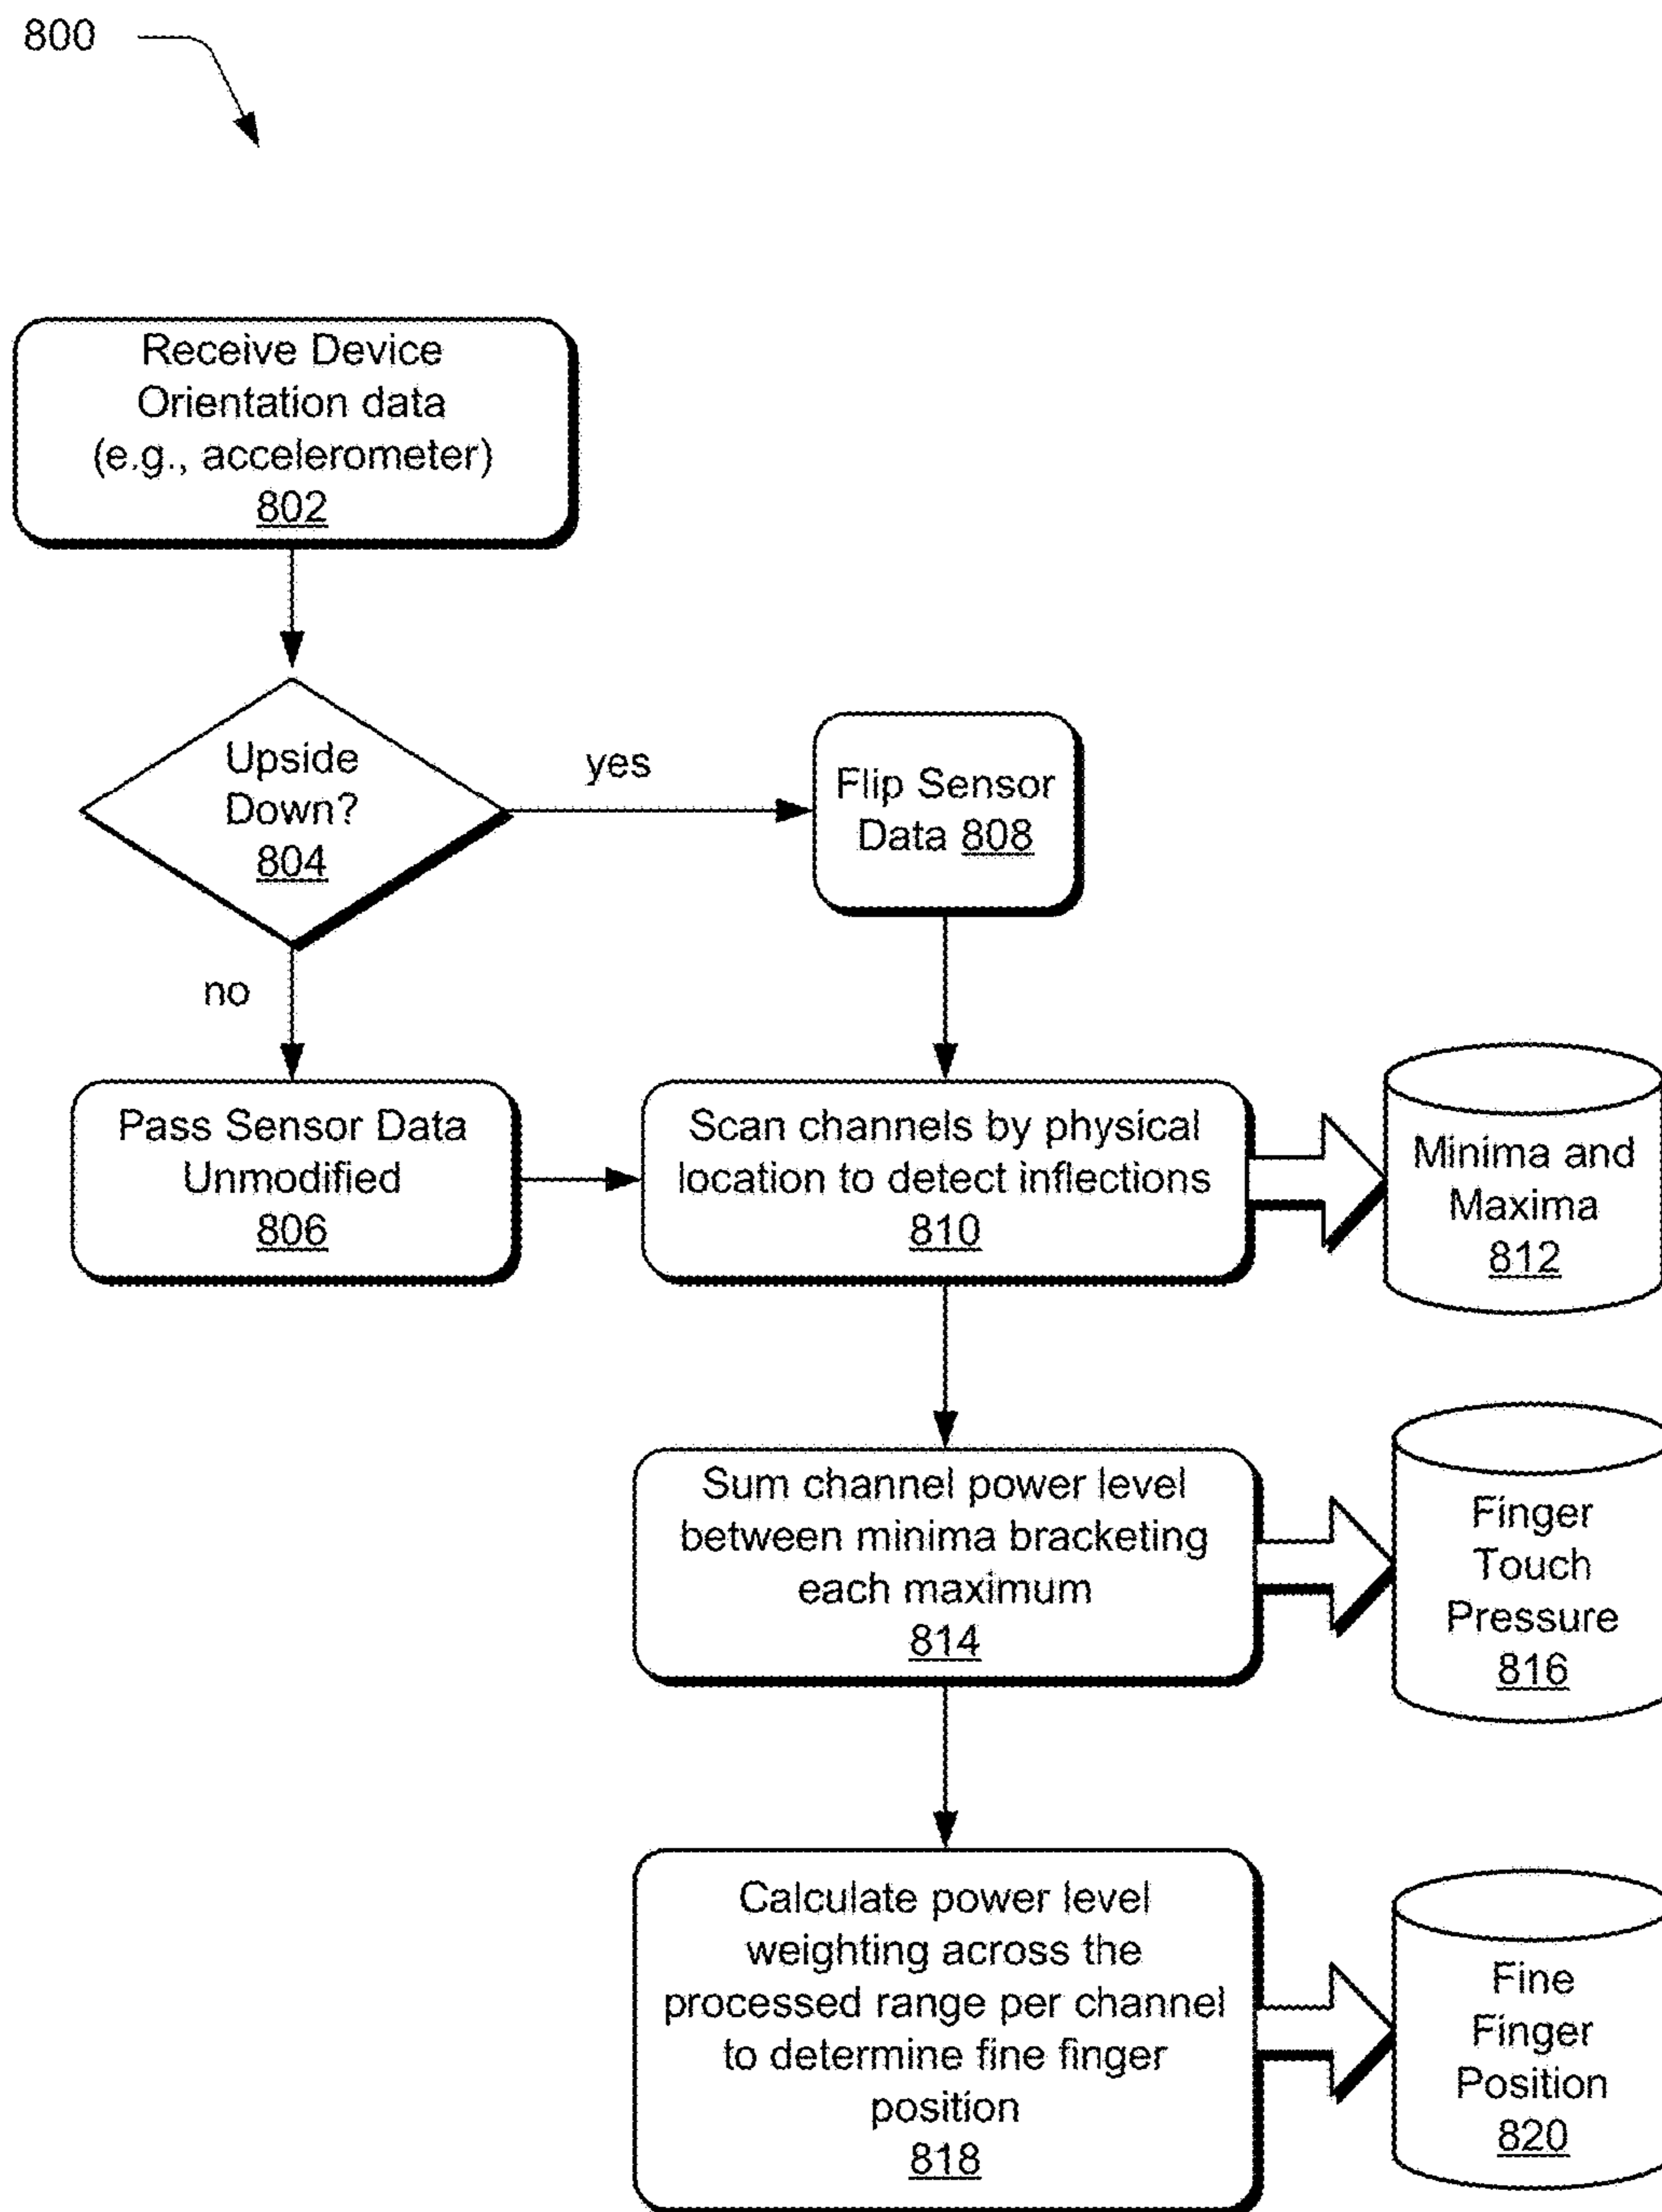 800
Receive Device
Orientation data
(e.g., accelerometer)
802
Upside
Down?
804
yes
Flip Sensor
Data 808
no
Pass Sensor Data
Unmodified
806
Scan channels by physical
location to detect inflections
810
Minima and
Maxima
812
Sum channel power level
between minima bracketing
each maximum
814
Finger
Touch
Pressure
816
Calculate power level
weighting across the
processed range per channel
to determine fine finger
position
818
Fine
Finger
Position
820